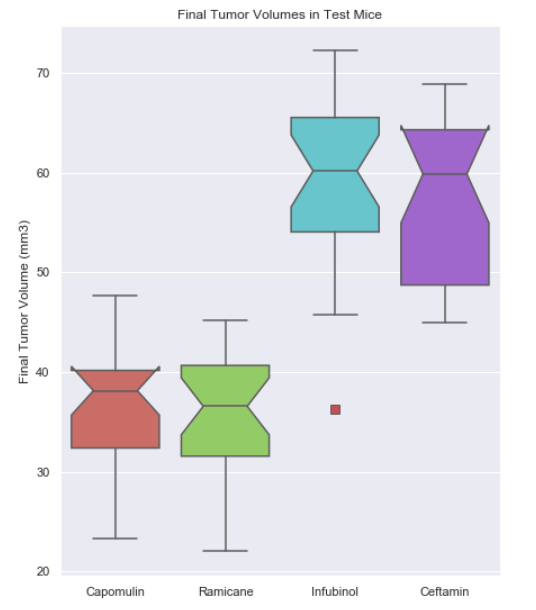 Final Tumor Volumes in Test Mice
Final Tumor Volume (mm3)
70
60
50
40
30
20
Capomulin
Ramicane
Infubinol
Ceftamin